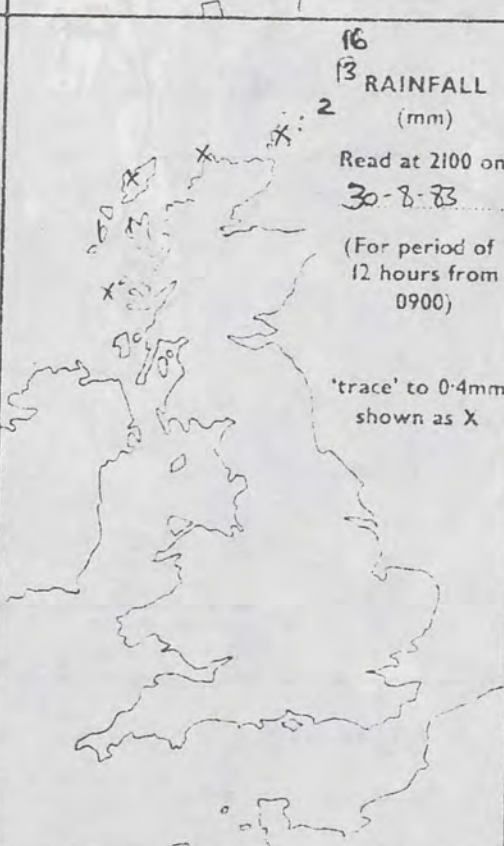 16
13 RAINFALL
(mm)
2
X
X
X
Read at 2100 on
30-8-83
(For period of
12 hours from
0900)
X
'trace' to 0·4mm
shown as X